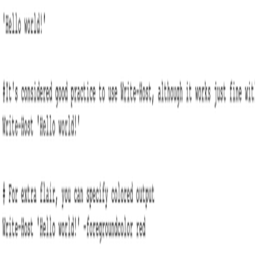 'Hello world!'
#It's considered good practice to use Write-Host, although it works just fine wit
Write-Host 'Hello world!'
# For extra flair, you can specify colored output
Write-Host 'Hello world!' -foregroundcolor red